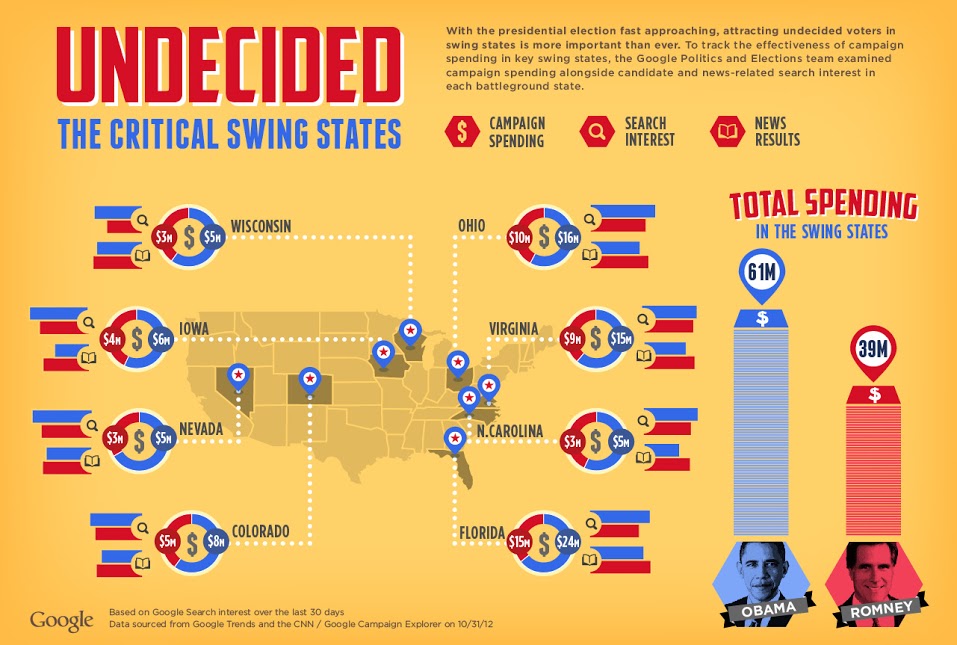 UNDECIDED
THE CRITICAL SWING STATES
With the presidential election fast approaching, attracting undecided voters in
swing states is more important than ever. To track the effectiveness of campaign
spending in key swing states, the Google Politics and Elections team examined
campaign spending alongside candidate and news-related search interest in
each battleground state.
$ CAMPAIGN
SPENDING
SEARCH
INTEREST
NEWS
RESULTS
TOTAL SPENDING
IN THE SWING STATES
61M
$
39M
$
OBAMA
ROMNEY
WISCONSIN
$3M $ $5M
OHIO
$10M $ $16M
IOWA
$4M $ $6M
VIRGINIA
$9M $ $15M
NEVADA
$3M $ $5M
N.CAROLINA
$3M $ $5M
COLORADO
$5M $ $8M
FLORIDA
$15M $ $24M
Google
Based on Google Search interest over the last 30 days
Data sourced from Google Trends and the CNN / Google Campaign Explorer on 10/31/12